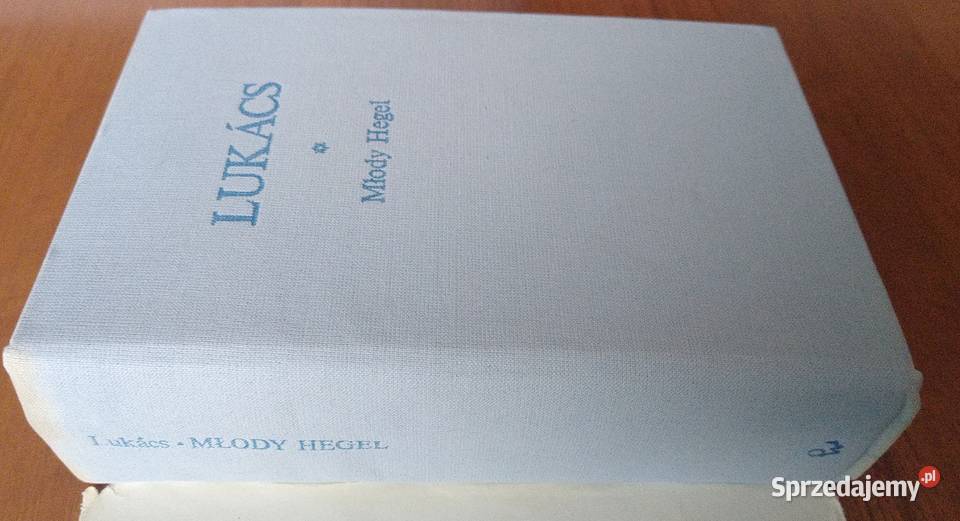 LUKÁCS
Młody Hegel
Lukács • MŁODY HEGEL
Sprzedajemy.pl